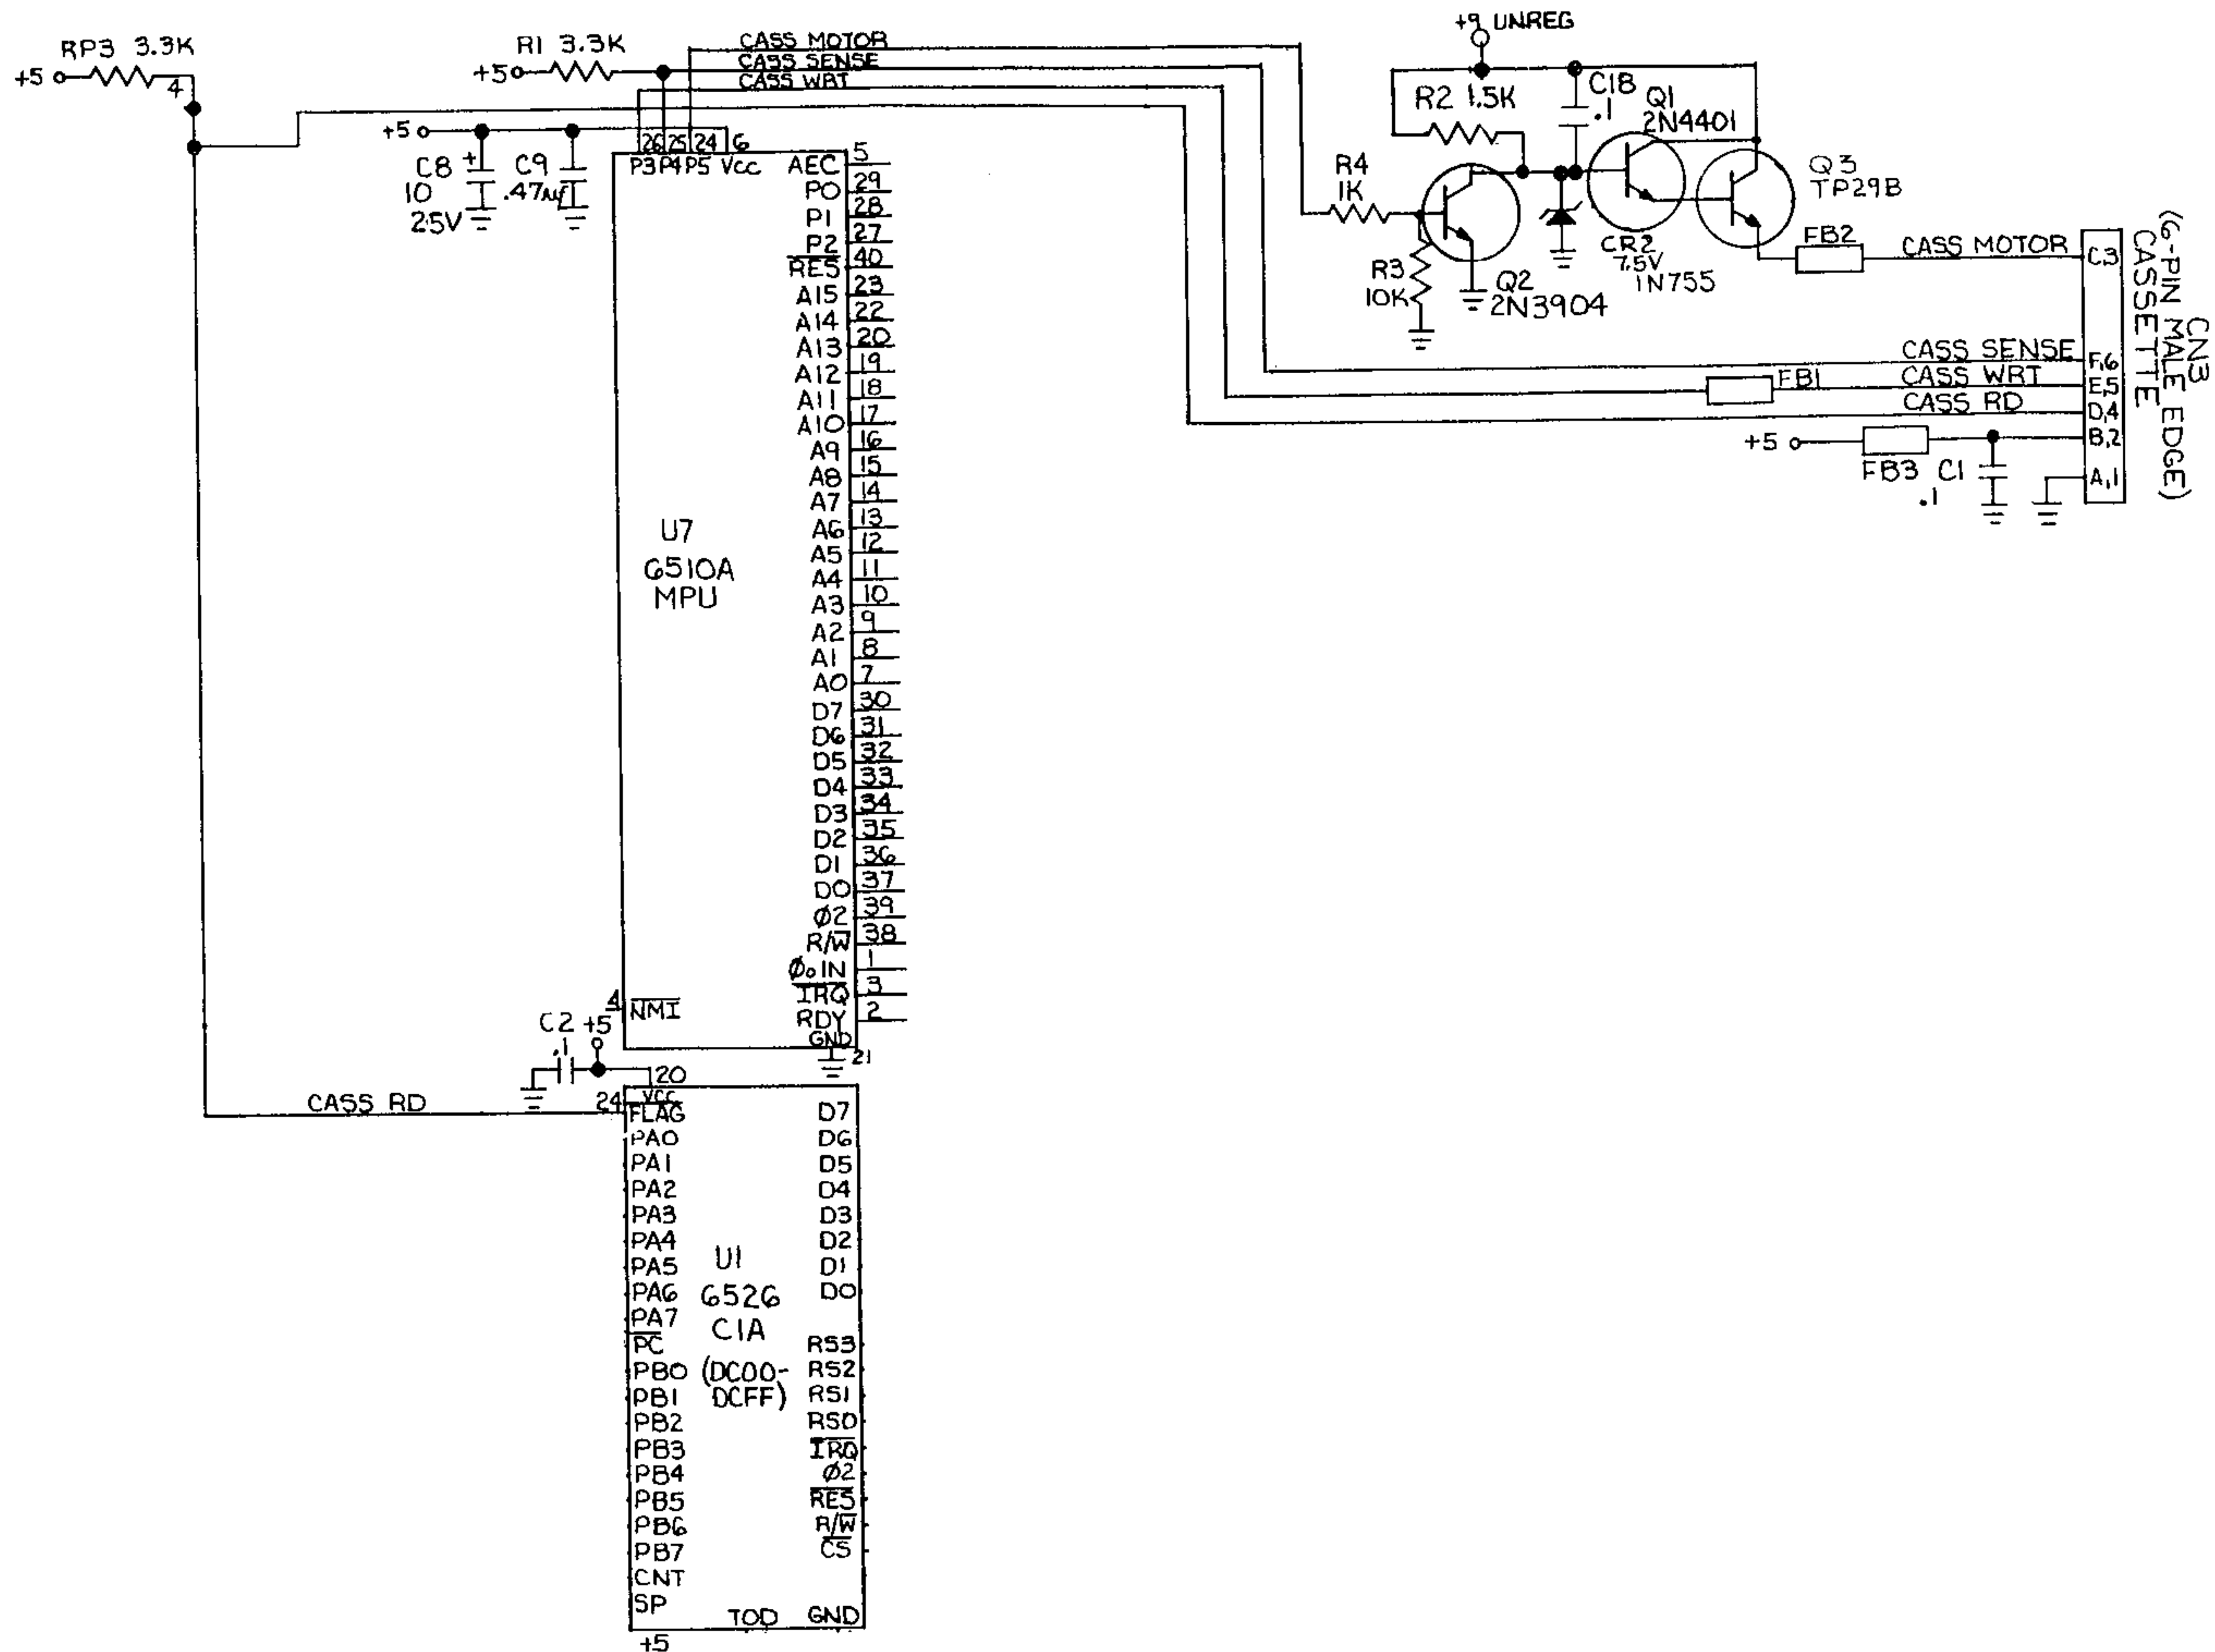 RP3 3.3K
+5
4
R1 3.3K
+5
CASS MOTOR
CASS SENSE
CASS WRT
+5
C8
+
10
25V
C9
.47µf
26 25 24 6
P3 P4 P5 Vcc
AEC 5
P0 29
P1 28
P2 27
RES 40
A15 23
A14 22
A13 20
A12 19
A11 18
A10 17
A9 16
A8 15
A7 14
A6 13
A5 12
A4 11
A3 10
A2 9
A1 8
A0 7
D7 30
D6 31
D5 32
D4 33
D3 34
D2 35
D1 36
D0 37
Ø2 39
R/W 38
Ø0 IN 1
IRQ 3
RDY 2
GND
21
U7
6510A
MPU
4 NMI
+9 UNREG
R2 1.5K
C18
.1
Q1
2N4401
Q3
TP29B
R4
1K
R3
10K
Q2
2N3904
CR2
7.5V
1N755
FB2
CASS MOTOR
C,3
CASS SENSE
F,6
FB1
CASS WRT
E,5
CASS RD
D,4
+5
FB3
B,2
C1
.1
A,1
CN3
(6-PIN MALE EDGE)
CASSETTE
C2
.1
+5
20
VCC
CASS RD
24
FLAG
PA0
PA1
PA2
PA3
PA4
PA5
PA6
PA7
PC
PB0
PB1
PB2
PB3
PB4
PB5
PB6
PB7
CNT
SP
U1
6526
CIA
(DC00-
DCFF)
D7
D6
D5
D4
D3
D2
D1
D0
RS3
RS2
RS1
RS0
IRQ
Ø2
RES
R/W
CS
TOD GND
+5